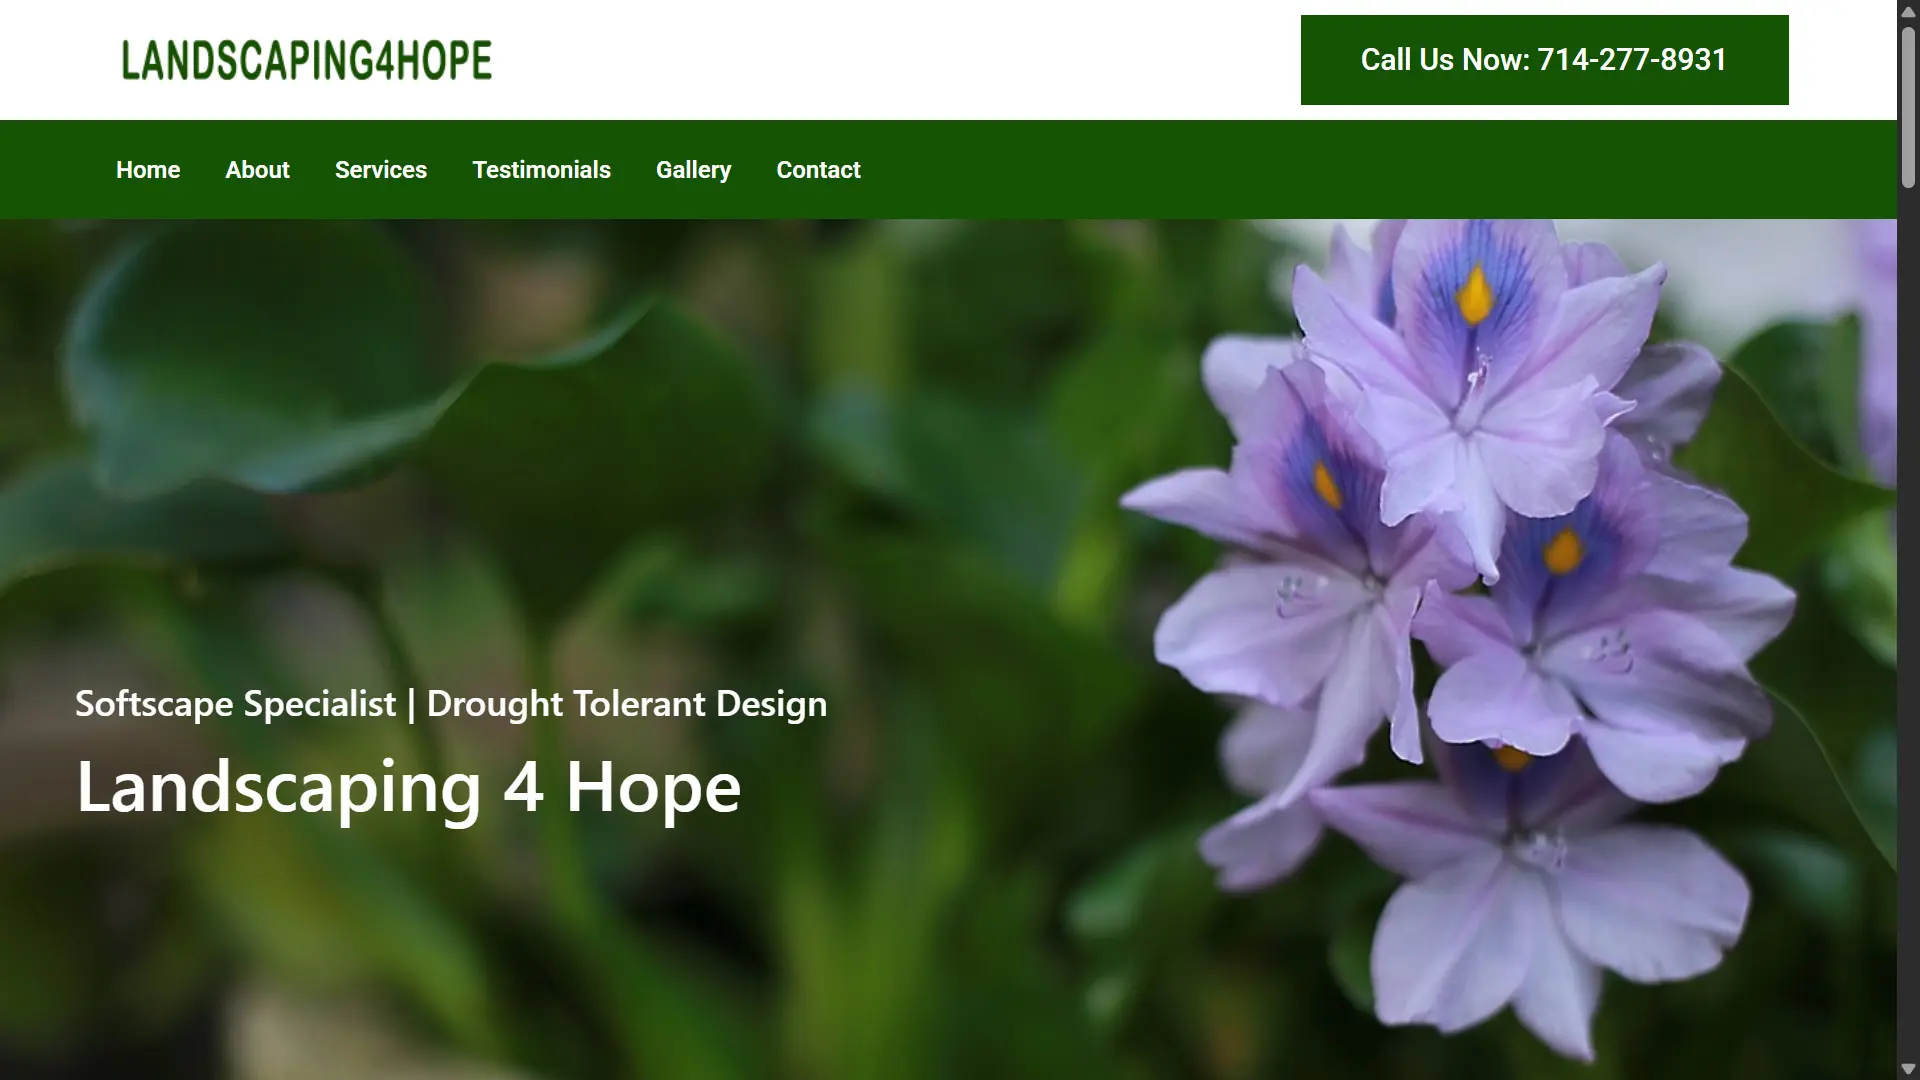 LANDSCAPING4HOPE
Call Us Now: 714-277-8931
Home About Services Testimonials Gallery Contact
Softscape Specialist | Drought Tolerant Design
Landscaping 4 Hope